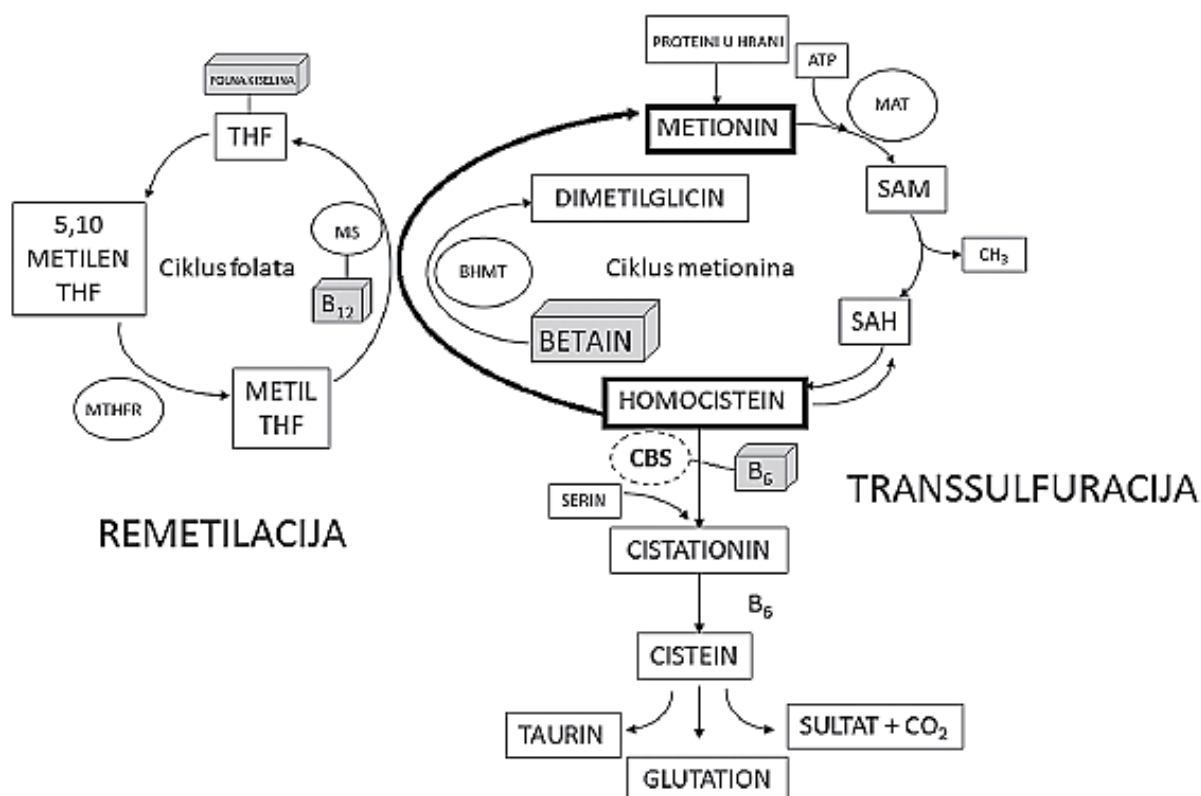 PROTEINI U HRANI
ATP
MAT
FOLNA KISELINA
THF
METIONIN
SAM
DIMETILGLICIN
5,10
METILEN
THF
Ciklus folata
MS
B₁₂
BHMT
Ciklus metionina
CH₃
BETAIN
SAH
MTHFR
METIL
THF
HOMOCISTEIN
CBS
B₆
SERIN
TRANSSULFURACIJA
REMETILACIJA
CISTATIONIN
B₆
CISTEIN
TAURIN
SULTAT + CO₂
GLUTATION